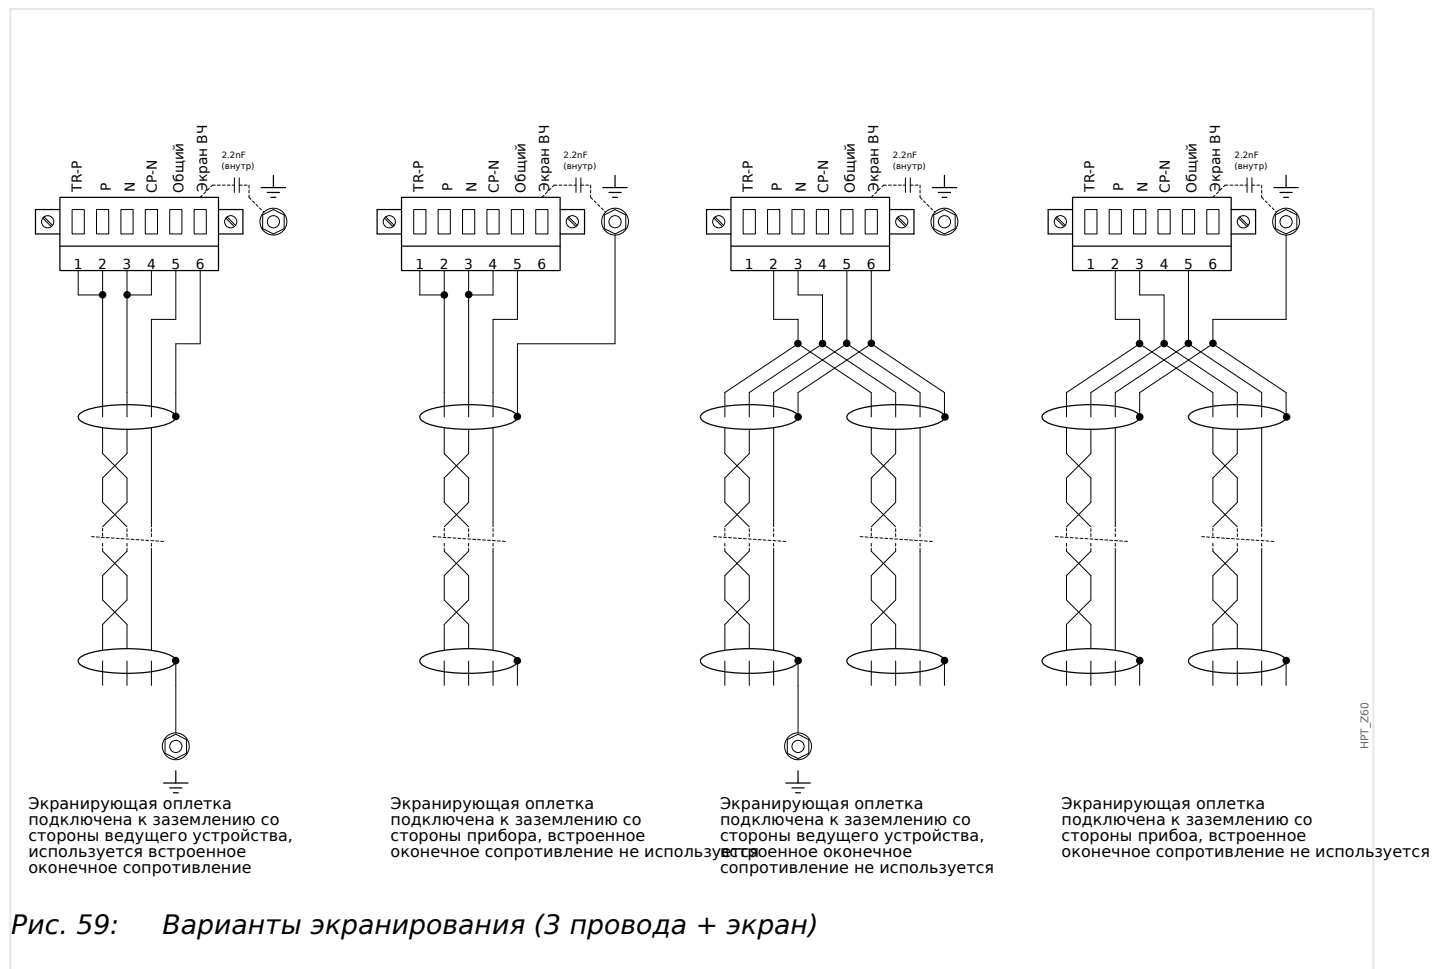 TR-P
P
N
CP-N
Общий
Экран ВЧ
2.2nF
(внутр)
1 2 3 4 5 6
TR-P
P
N
CP-N
Общий
Экран ВЧ
2.2nF
(внутр)
1 2 3 4 5 6
TR-P
P
N
CP-N
Общий
Экран ВЧ
2.2nF
(внутр)
1 2 3 4 5 6
TR-P
P
N
CP-N
Общий
Экран ВЧ
2.2nF
(внутр)
1 2 3 4 5 6
HPT_Z60
Экранирующая оплетка
подключена к заземлению со
стороны ведущего устройства,
используется встроенное
оконечное сопротивление
Экранирующая оплетка
подключена к заземлению со
стороны прибора, встроенное
оконечное сопротивление не используется
Экранирующая оплетка
подключена к заземлению со
стороны ведущего устройства,
встроенное оконечное
сопротивление не используется
Экранирующая оплетка
подключена к заземлению со
стороны прибоа, встроенное
оконечное сопротивление не используется
Рис. 59: Варианты экранирования (3 провода + экран)